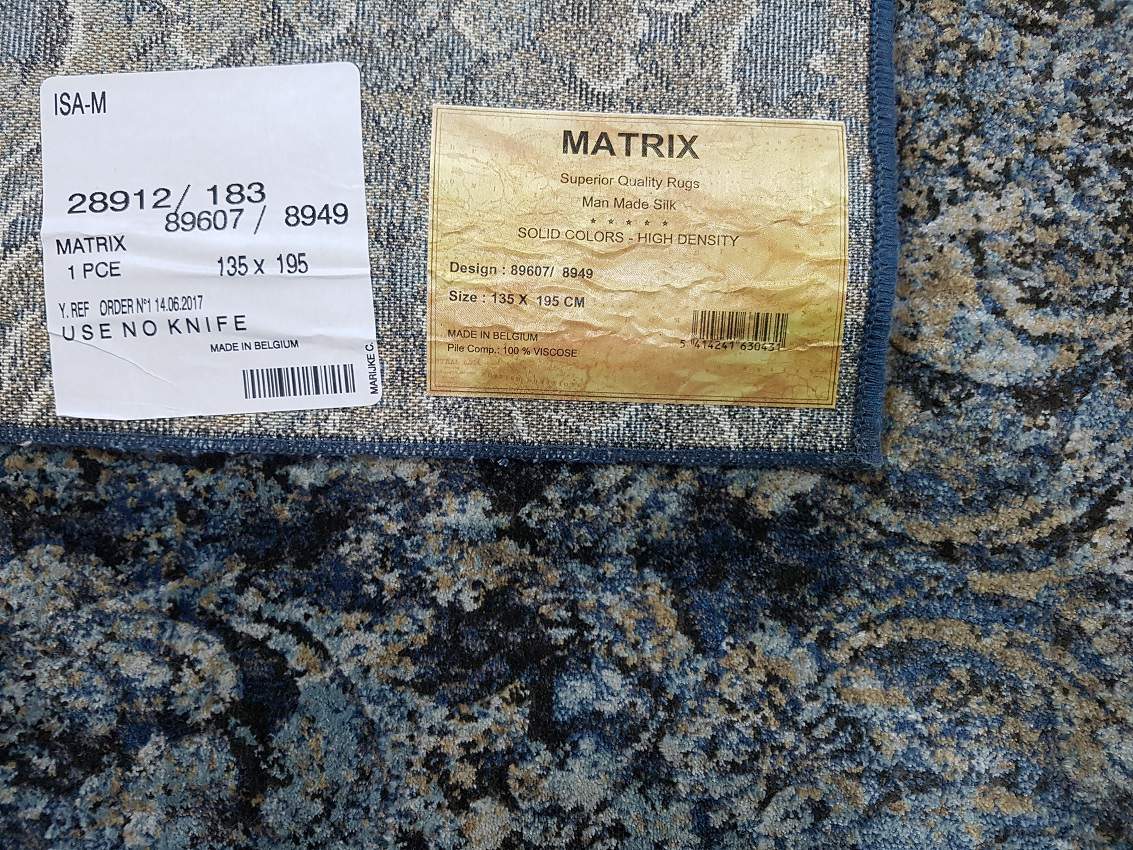 ISA-M
28912/ 183
89607 / 8949
MATRIX
1 PCE 135 x 195
Y. REF ORDER N°1 14.06.2017
USE NO KNIFE
MADE IN BELGIUM
MARIJKE C.
MATRIX
Superior Quality Rugs
Man Made Silk
* * * * *
SOLID COLORS - HIGH DENSITY
Design : 89607/ 8949
Size : 135 X 195 CM
MADE IN BELGIUM
Pile Comp.: 100 % VISCOSE
5 414241 630431